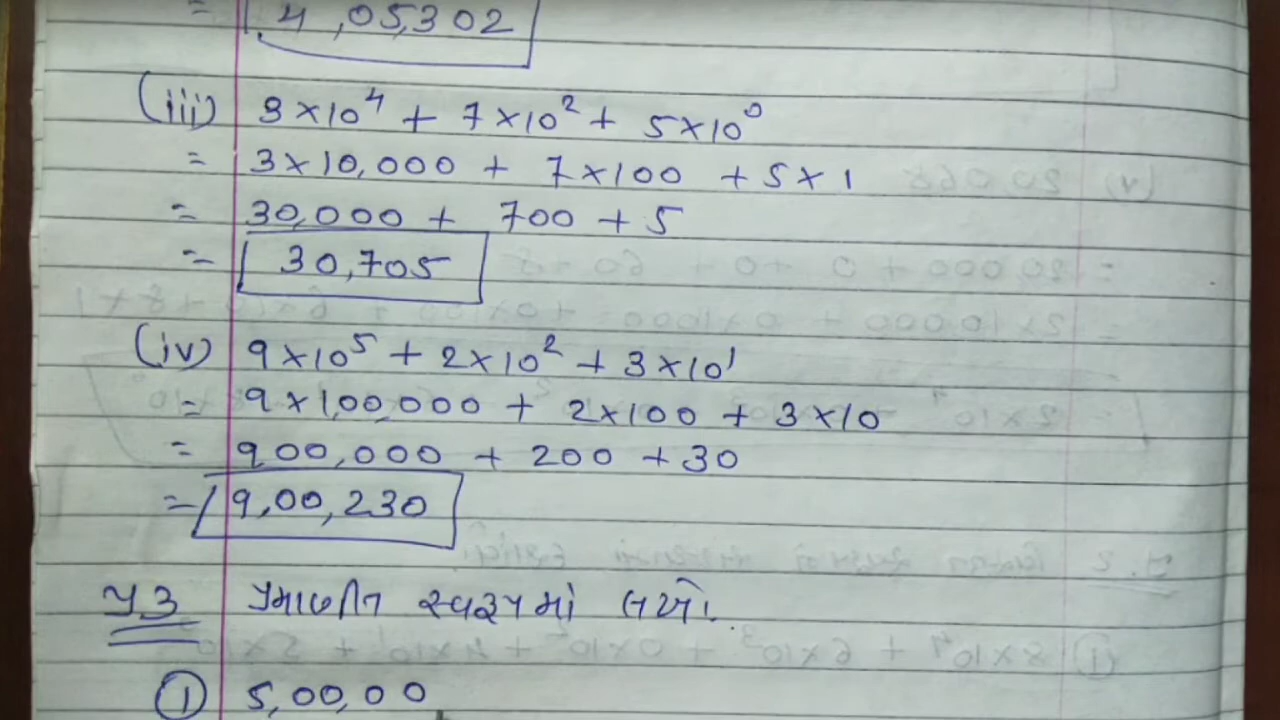 = 4,05,302
(iii) 3×10⁴ + 7×10² + 5×10⁰
= 3×10,000 + 7×100 + 5×1
= 30,000 + 700 + 5
= 30,705
(iv) 9×10⁵ + 2×10² + 3×10¹
= 9×1,00,000 + 2×100 + 3×10
= 900,000 + 200 + 30
= 9,00,230
પ્ર.3 પ્રમાણિત સ્વરૂપમાં લખો.
① 5,00,00